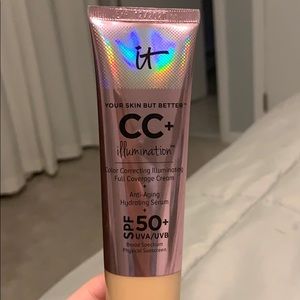 it
YOUR SKIN BUT BETTER™
CC+
illumination™
Color Correcting Illuminating
Full Coverage Cream
+
Anti-Aging
Hydrating Serum
+
SPF 50+
UVA/UVB
Broad Spectrum
Physical Sunscreen